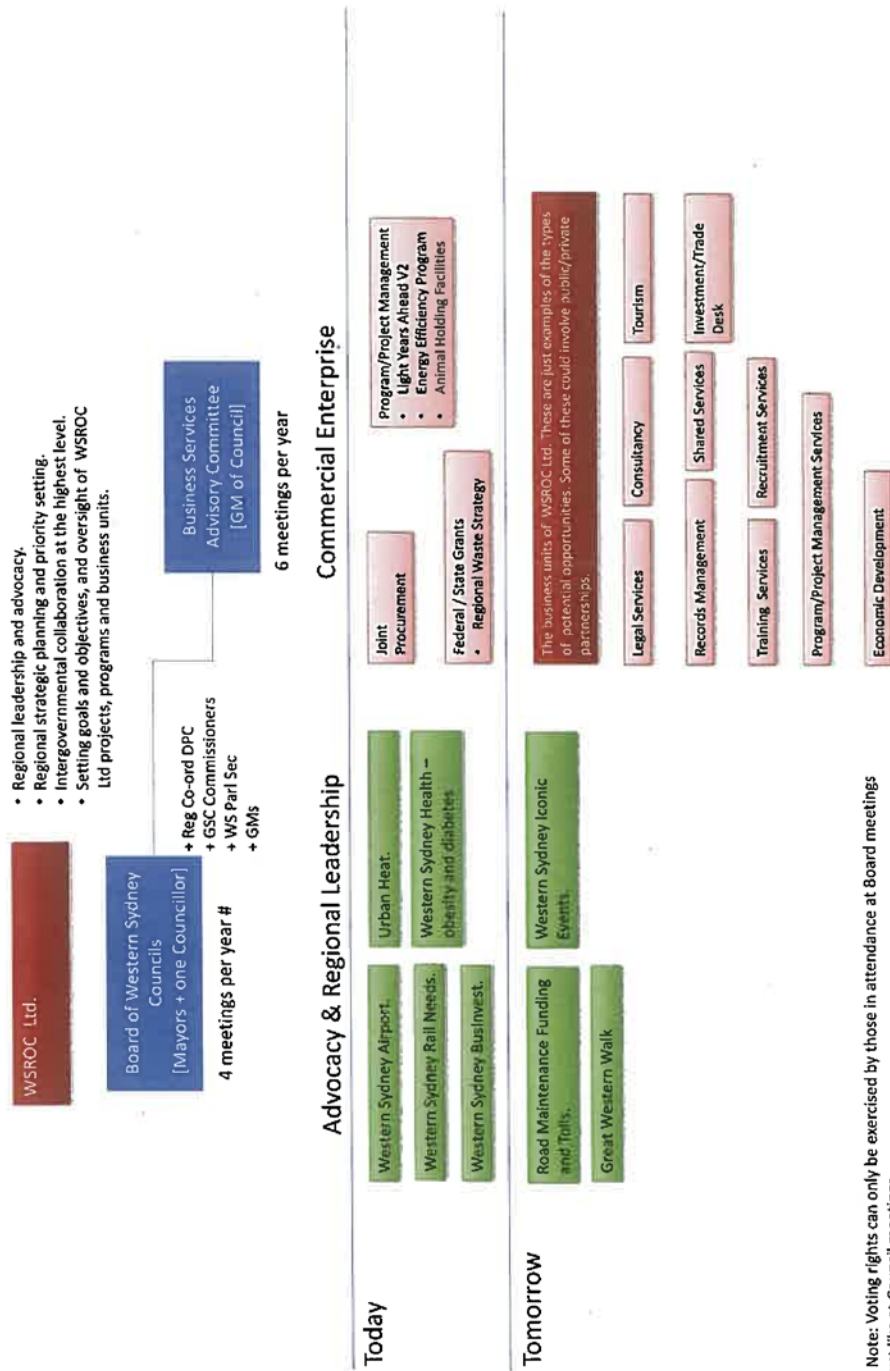 WSROC Ltd.
• Regional leadership and advocacy.
• Regional strategic planning and priority setting.
• Intergovernmental collaboration at the highest level.
• Setting goals and objectives, and oversight of WSROC
Ltd projects, programs and business units.
Board of Western Sydney
Councils
[Mayors + one Councillor]
4 meetings per year #
+ Reg Co-ord DPC
+ GSC Commissioners
+ WS Parl Sec
+ GMs
Business Services
Advisory Committee
[GM of Council]
6 meetings per year
Advocacy & Regional Leadership
Commercial Enterprise
Today
Western Sydney Airport.
Urban Heat.
Western Sydney Rail Needs.
Western Sydney Health –
obesity and diabetes
Western Sydney BusInvest.
Joint
Procurement
Program/Project Management
• Light Years Ahead V2
• Energy Efficiency Program
• Animal Holding Facilities
Federal / State Grants
• Regional Waste Strategy
Tomorrow
Road Maintenance Funding
and Tolls.
Western Sydney Iconic
Events.
Great Western Walk
The business units of WSROC Ltd. These are just examples of the types
of potential opportunities. Some of these could involve public/private
partnerships.
Legal Services
Consultancy
Tourism
Records Management
Shared Services
Investment/Trade
Desk
Training Services
Recruitment Services
Program/Project Management Services
Economic Development
Note: Voting rights can only be exercised by those in attendance at Board meetings